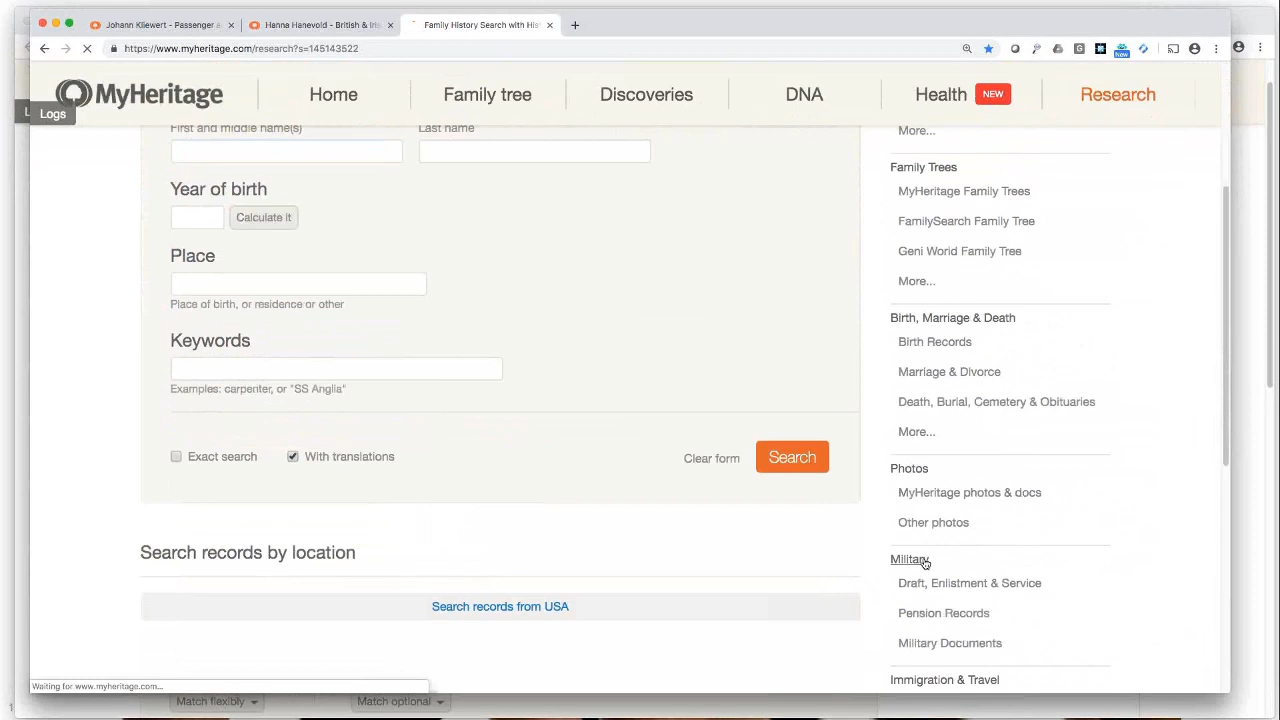 Johann Kliewert - Passenger a
Hanna Hanevold - British & Iris
Family History Search with Hist
https://www.myheritage.com/research?s=145143522
New
MyHeritage
Home
Family tree
Discoveries
DNA
Health
NEW
Research
Logs
First and middle name(s)
Last name
Year of birth
Calculate it
Place
Place of birth, or residence or other
Keywords
Examples: carpenter, or "SS Anglia"
Exact search
With translations
Clear form
Search
Search records by location
Search records from USA
More...
Family Trees
MyHeritage Family Trees
FamilySearch Family Tree
Geni World Family Tree
More...
Birth, Marriage & Death
Birth Records
Marriage & Divorce
Death, Burial, Cemetery & Obituaries
More...
Photos
MyHeritage photos & docs
Other photos
Military
Draft, Enlistment & Service
Pension Records
Military Documents
Immigration & Travel
Waiting for www.myheritage.com...
Match flexibly
Match optional